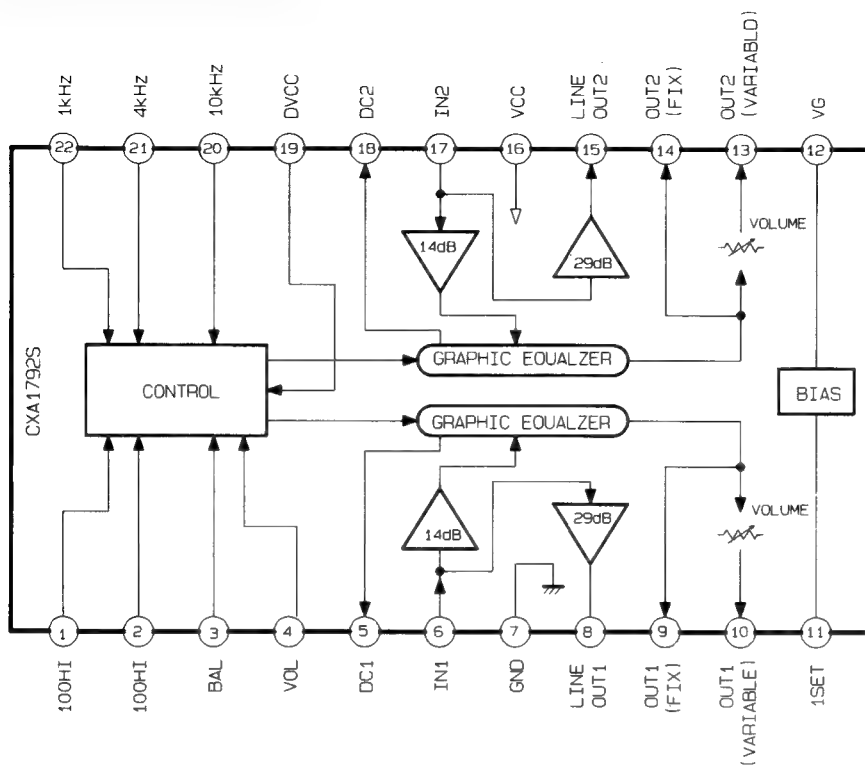 1kHz
4kHz
10kHz
DVCC
DC2
IN2
VCC
LINE
OUT2
OUT2
(FIX)
OUT2
(VARIABLD)
VG
22
21
20
19
18
17
16
15
14
13
12
CXA1792S
14dB
29dB
VOLUME
GRAPHIC EQUALZER
CONTROL
BIAS
GRAPHIC EQUALZER
14dB
29dB
VOLUME
1
2
3
4
5
6
7
8
9
10
11
100HI
100HI
BAL
VOL
DC1
IN1
GND
LINE
OUT1
OUT1
(FIX)
OUT1
(VARIABLE)
1SET